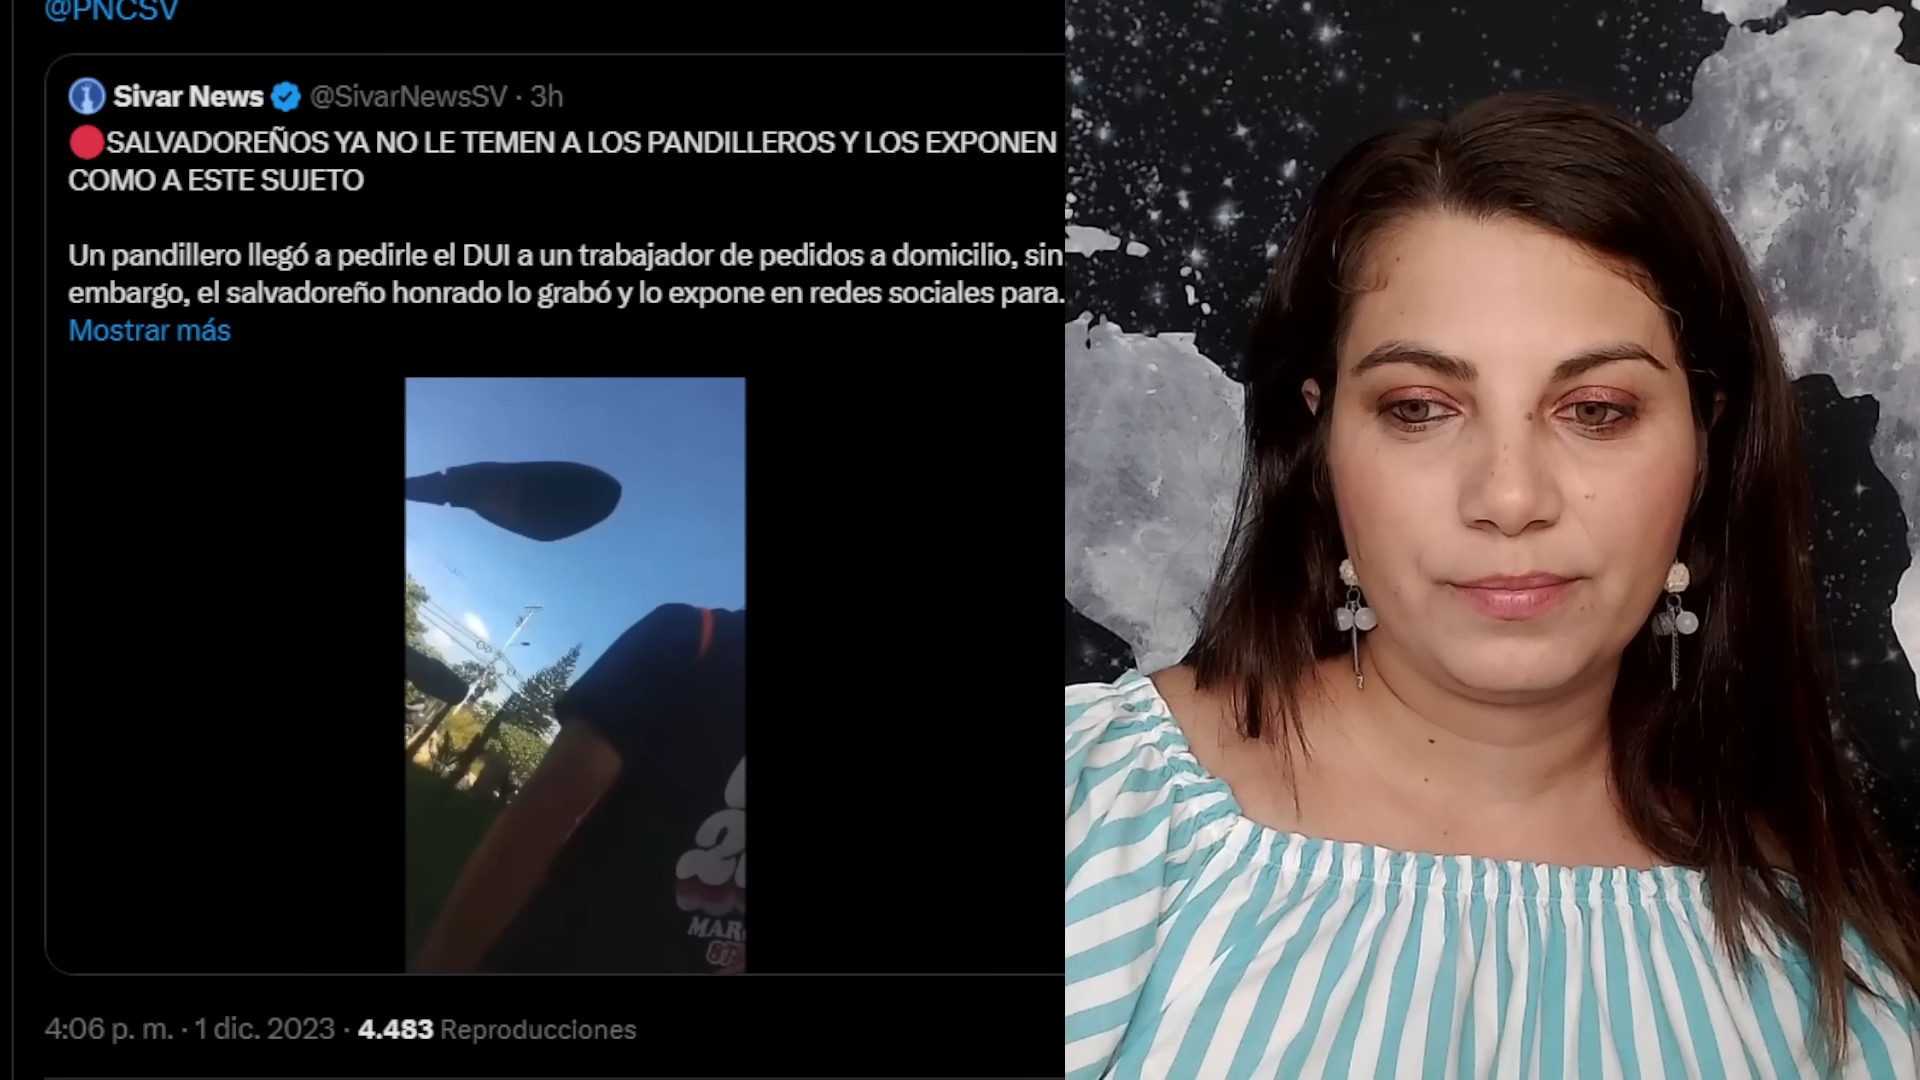 @PNCSV
Sivar News @SivarNewsSV · 3h
🔴SALVADOREÑOS YA NO LE TEMEN A LOS PANDILLEROS Y LOS EXPONEN
COMO A ESTE SUJETO
Un pandillero llegó a pedirle el DUI a un trabajador de pedidos a domicilio, sin
embargo, el salvadoreño honrado lo grabó y lo expone en redes sociales para.
Mostrar más
4:06 p. m. · 1 dic. 2023 · 4.483 Reproducciones